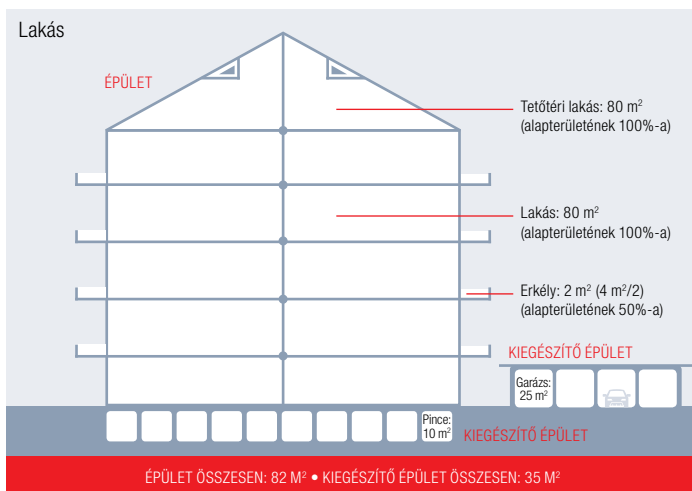 Lakás
ÉPÜLET
Tetőtéri lakás: 80 m²
(alapterületének 100%-a)
Lakás: 80 m²
(alapterületének 100%-a)
Erkély: 2 m² (4 m²/2)
(alapterületének 50%-a)
KIEGÉSZÍTŐ ÉPÜLET
Garázs:
25 m²
Pince:
10 m²
KIEGÉSZÍTŐ ÉPÜLET
ÉPÜLET ÖSSZESEN: 82 M² ● KIEGÉSZÍTŐ ÉPÜLET ÖSSZESEN: 35 M²